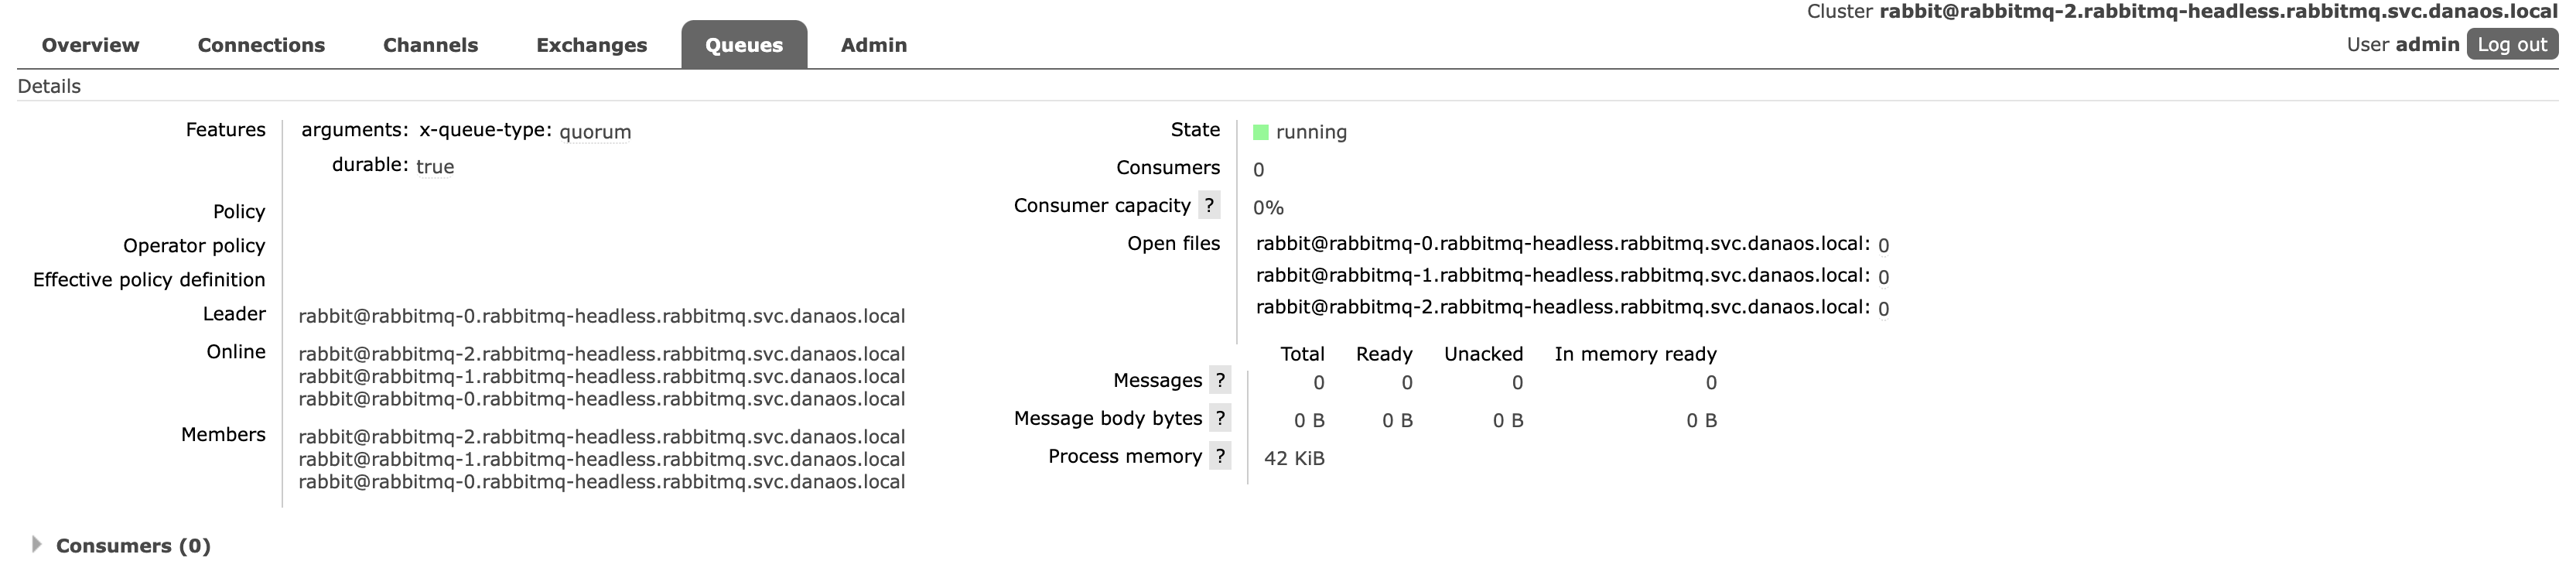 Cluster rabbit@rabbitmq-2.rabbitmq-headless.rabbitmq.svc.danaos.local
Overview Connections Channels Exchanges Queues Admin
User admin Log out
Details
Features arguments: x-queue-type: quorum
durable: true
Policy
Operator policy
Effective policy definition
Leader rabbit@rabbitmq-0.rabbitmq-headless.rabbitmq.svc.danaos.local
Online rabbit@rabbitmq-2.rabbitmq-headless.rabbitmq.svc.danaos.local
rabbit@rabbitmq-1.rabbitmq-headless.rabbitmq.svc.danaos.local
rabbit@rabbitmq-0.rabbitmq-headless.rabbitmq.svc.danaos.local
Members rabbit@rabbitmq-2.rabbitmq-headless.rabbitmq.svc.danaos.local
rabbit@rabbitmq-1.rabbitmq-headless.rabbitmq.svc.danaos.local
rabbit@rabbitmq-0.rabbitmq-headless.rabbitmq.svc.danaos.local
State running
Consumers 0
Consumer capacity ? 0%
Open files rabbit@rabbitmq-0.rabbitmq-headless.rabbitmq.svc.danaos.local: 0
rabbit@rabbitmq-1.rabbitmq-headless.rabbitmq.svc.danaos.local: 0
rabbit@rabbitmq-2.rabbitmq-headless.rabbitmq.svc.danaos.local: 0
Total Ready Unacked In memory ready
Messages ? 0 0 0 0
Message body bytes ? 0 B 0 B 0 B 0 B
Process memory ? 42 KiB
Consumers (0)